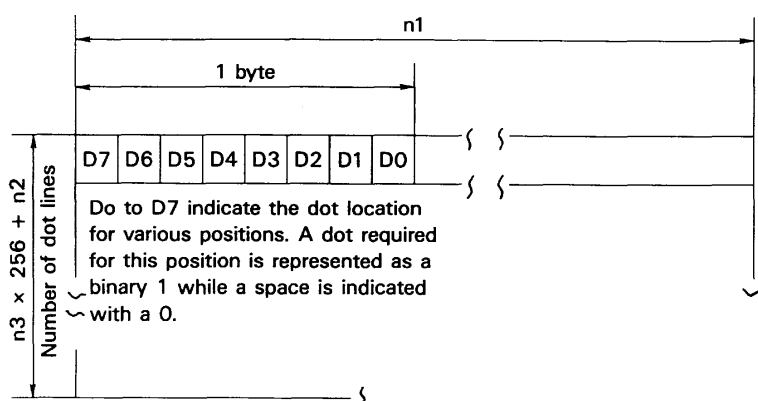 n1
1 byte
D7 D6 D5 D4 D3 D2 D1 D0
n3 × 256 + n2
Number of dot lines
Do to D7 indicate the dot location
for various positions. A dot required
for this position is represented as a
binary 1 while a space is indicated
with a 0.